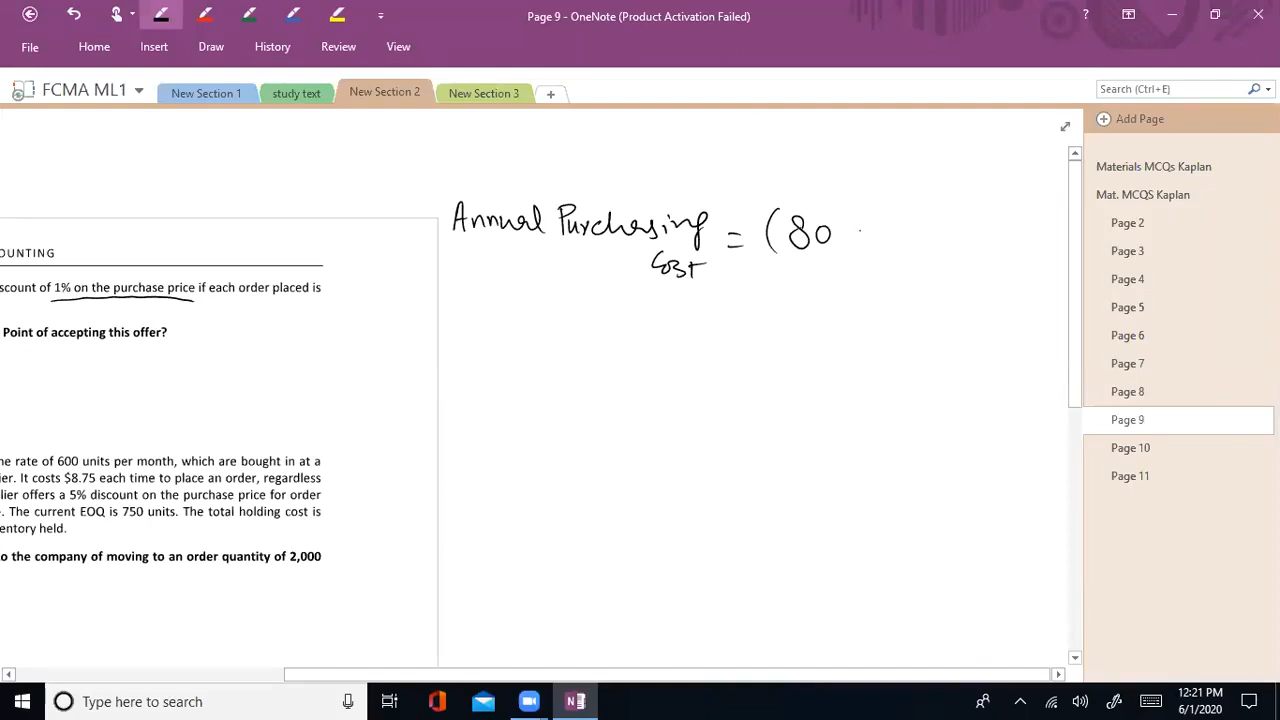 Page 9 - OneNote (Product Activation Failed)
?
File Home Insert Draw History Review View
FCMA ML1 New Section 1 study text New Section 2 New Section 3 +
Search (Ctrl+E)
Add Page
Materials MCQs Kaplan
Mat. MCQS Kaplan
Page 2
Page 3
Page 4
Page 5
Page 6
Page 7
Page 8
Page 9
Page 10
Page 11
Annual Purchasing = (80
Cost
OUNTING
scount of 1% on the purchase price if each order placed is
Point of accepting this offer?
ne rate of 600 units per month, which are bought in at a
ier. It costs $8.75 each time to place an order, regardless
lier offers a 5% discount on the purchase price for order
. The current EOQ is 750 units. The total holding cost is
entory held.
o the company of moving to an order quantity of 2,000
Type here to search
12:21 PM
6/1/2020